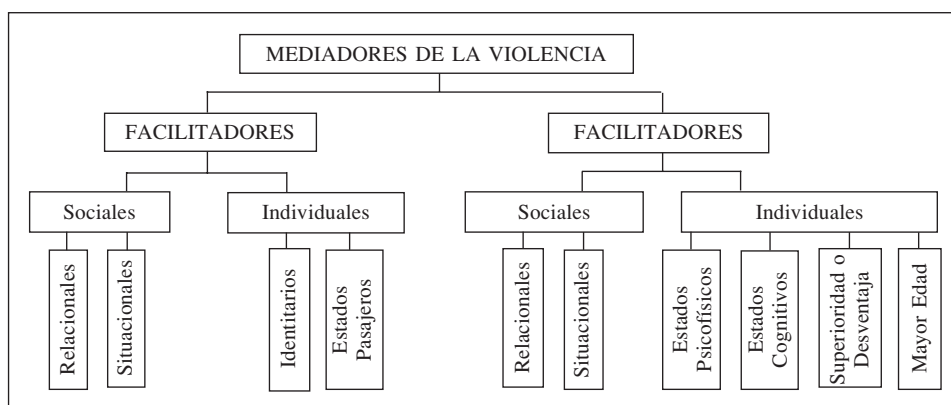 MEDIADORES DE LA VIOLENCIA
FACILITADORES
FACILITADORES
Sociales
Individuales
Sociales
Individuales
Relacionales
Situacionales
Identitarios
Estados
Pasajeros
Relacionales
Situacionales
Estados
Psicofísicos
Estados
Cognitivos
Superioridad o
Desventaja
Mayor Edad